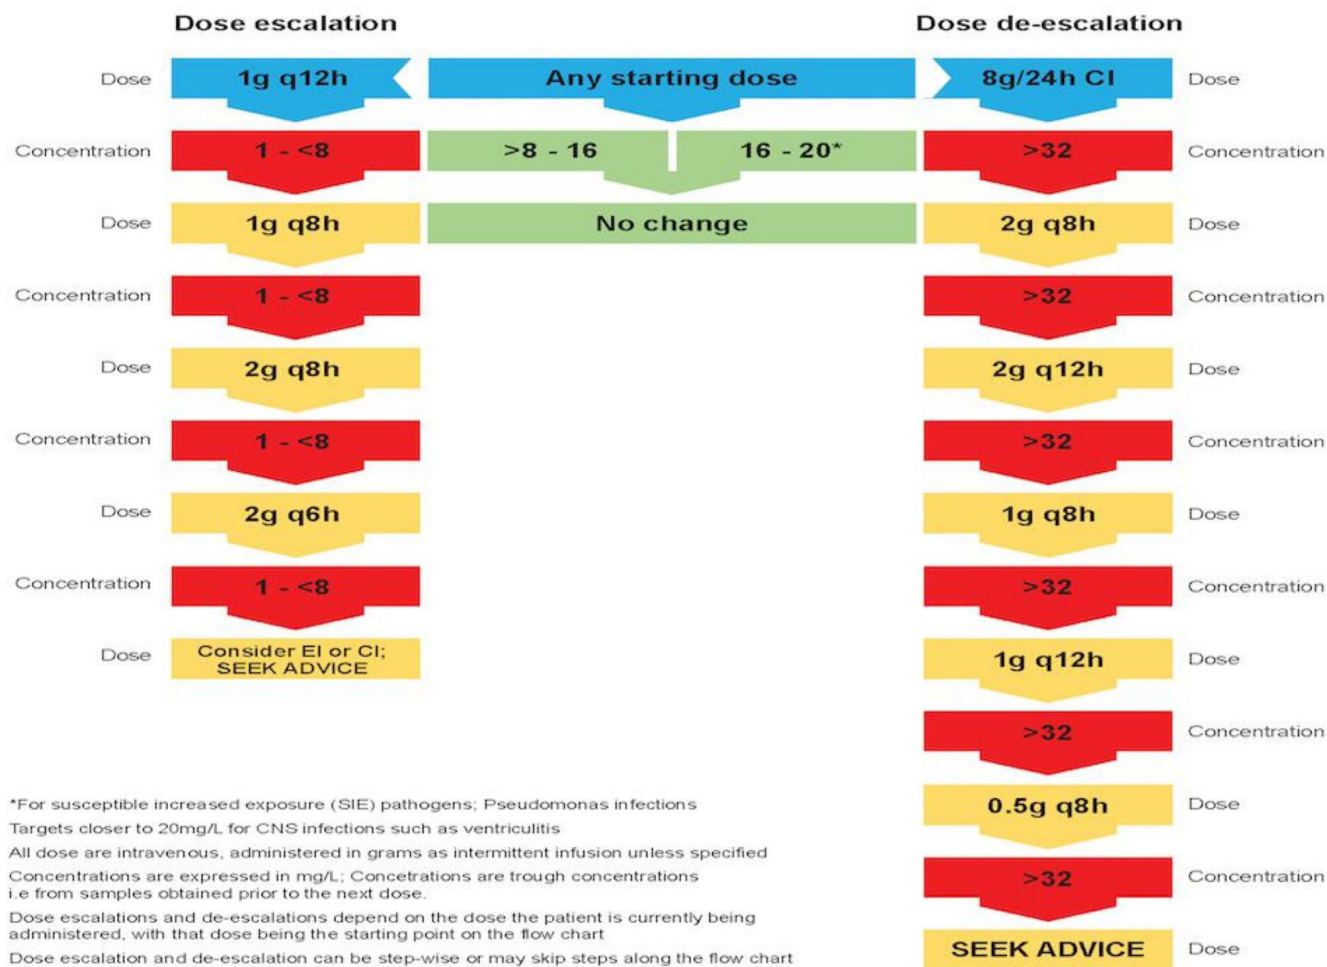 Dose escalation
Dose de-escalation
Dose 1g q12h Any starting dose 8g/24h CI Dose
Concentration 1 - <8 >8 - 16 16 - 20* >32 Concentration
Dose 1g q8h No change 2g q8h Dose
Concentration 1 - <8 >32 Concentration
Dose 2g q8h 2g q12h Dose
Concentration 1 - <8 >32 Concentration
Dose 2g q6h 1g q8h Dose
Concentration 1 - <8 >32 Concentration
Dose Consider EI or CI;
SEEK ADVICE
1g q12h Dose
>32 Concentration
0.5g q8h Dose
>32 Concentration
SEEK ADVICE Dose
*For susceptible increased exposure (SIE) pathogens; Pseudomonas infections
Targets closer to 20mg/L for CNS infections such as ventriculitis
All dose are intravenous, administered in grams as intermittent infusion unless specified
Concentrations are expressed in mg/L; Concetrations are trough concentrations
i.e from samples obtained prior to the next dose.
Dose escalations and de-escalations depend on the dose the patient is currently being
administered, with that dose being the starting point on the flow chart
Dose escalation and de-escalation can be step-wise or may skip steps along the flow chart